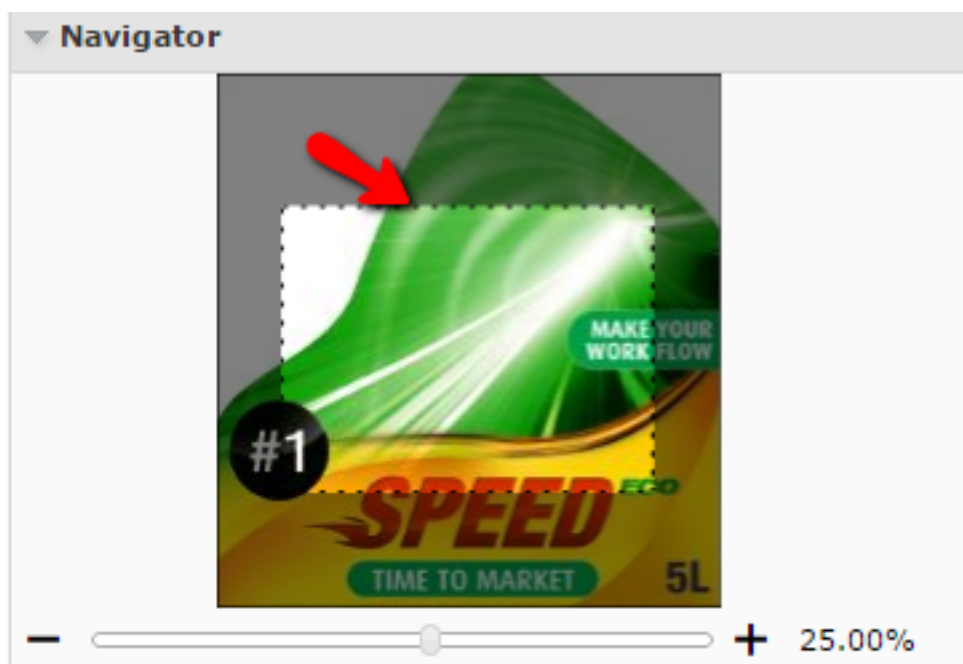 Navigator
MAKE YOUR
WORK FLOW
#1
SPEED ECO
TIME TO MARKET
5L
25.00%